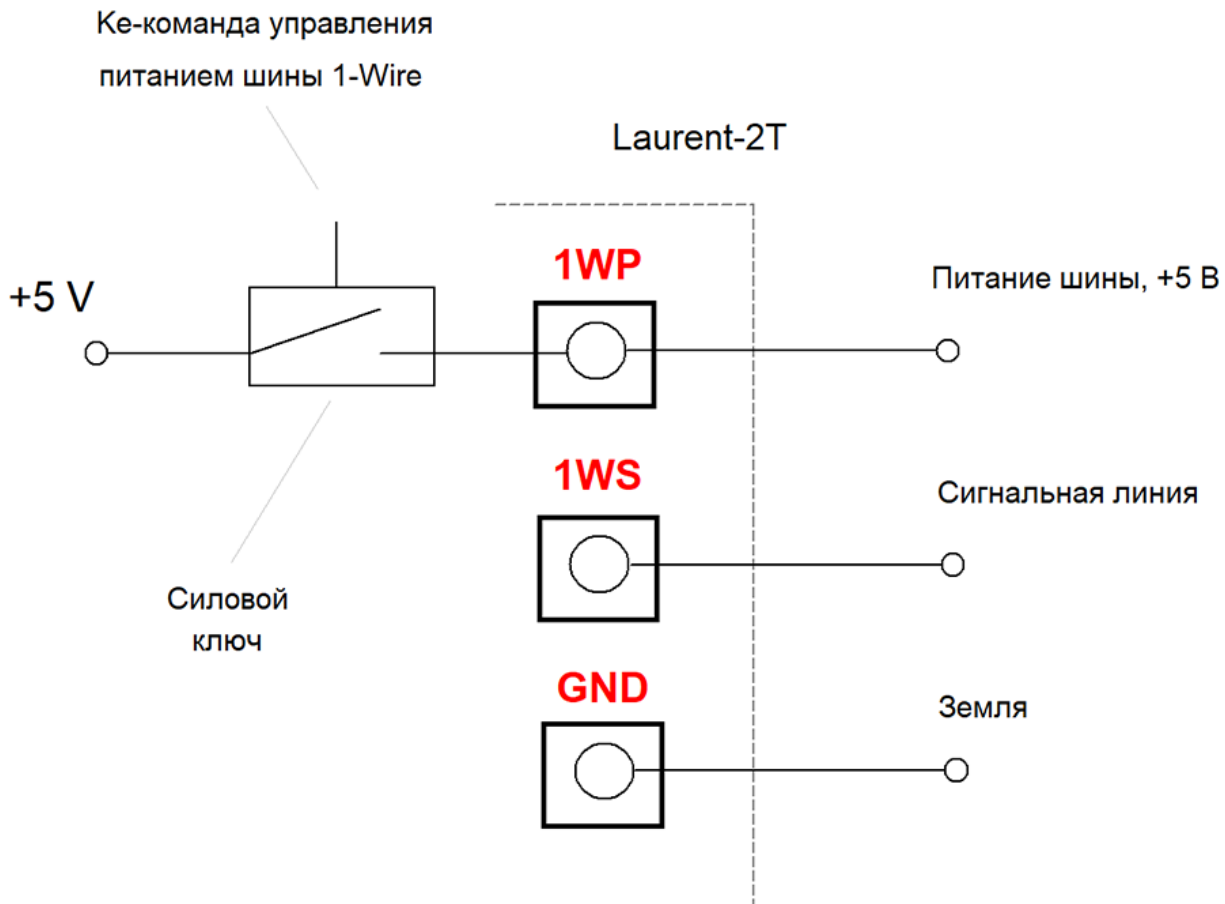 Ke-команда управления
питанием шины 1-Wire
Laurent-2T
+5 V
1WP
Питание шины, +5 В
1WS
Сигнальная линия
Силовой
ключ
GND
Земля